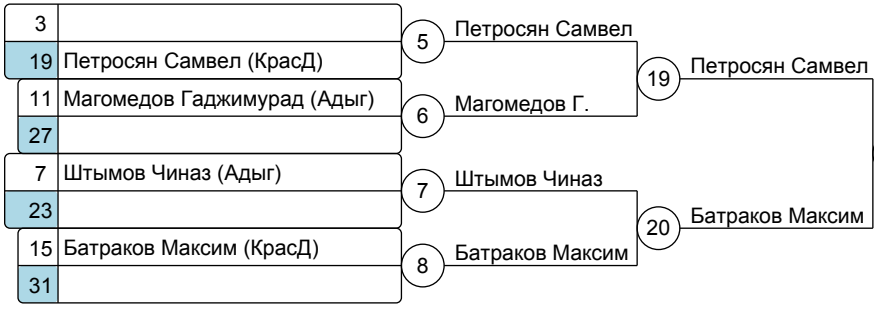 3
19 Петросян Самвел (КрасД)
11 Магомедов Гаджимурад (Адыг)
27
7 Штымов Чиназ (Адыг)
23
15 Батраков Максим (КрасД)
31
5 Петросян Самвел
6 Магомедов Г.
7 Штымов Чиназ
8 Батраков Максим
19 Петросян Самвел
20 Батраков Максим